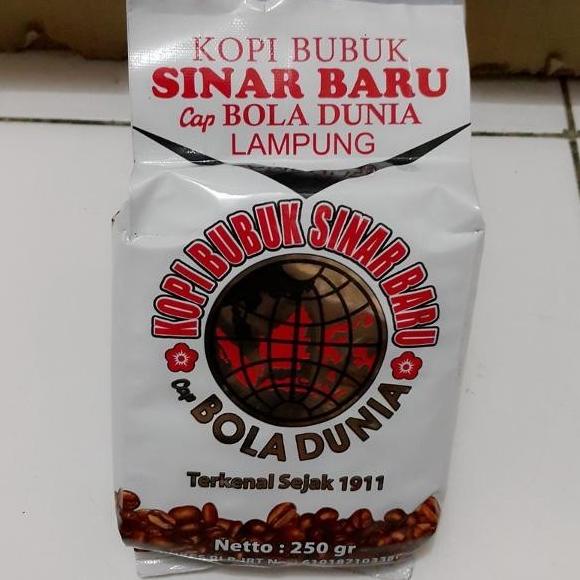 KOPI BUBUK
SINAR BARU
Cap BOLA DUNIA
LAMPUNG
KOPI BUBUK SINAR BARU
Cap
BOLA DUNIA
Terkenal Sejak 1911
Netto : 250 gr